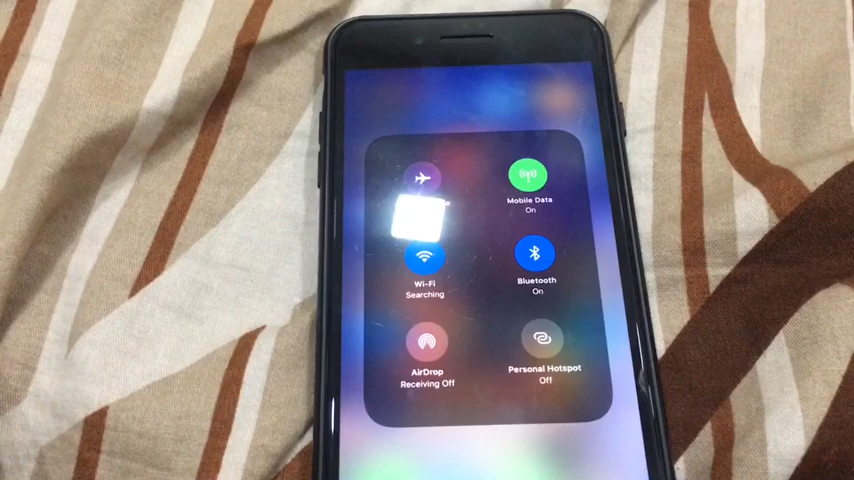 Mobile Data
On
Wi-Fi
Searching
Bluetooth
On
AirDrop
Receiving Off
Personal Hotspot
Off